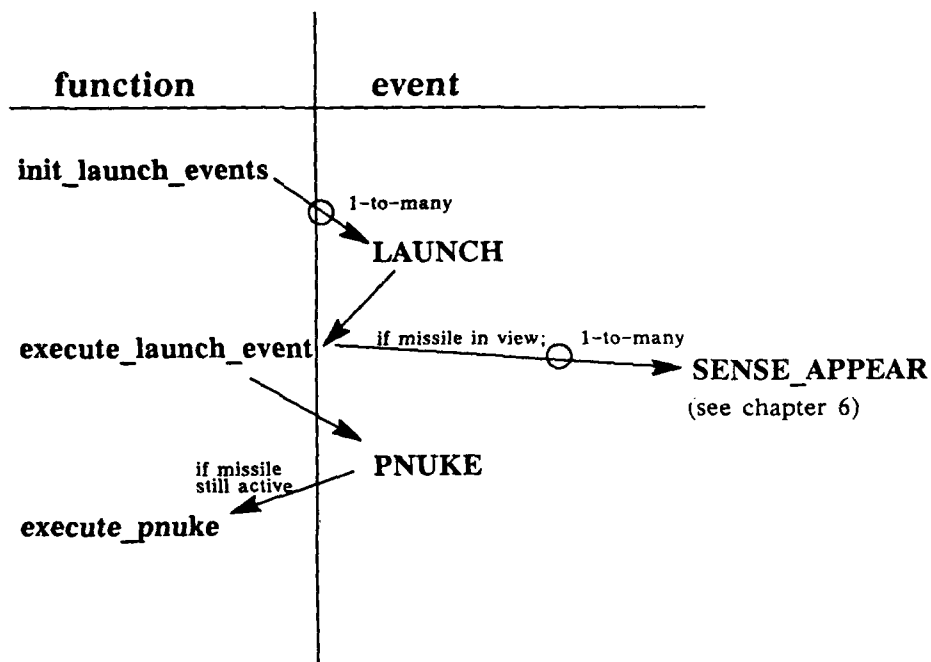 function
event
init_launch_events
1-to-many
LAUNCH
execute_launch_event
if missile in view;
1-to-many
SENSE_APPEAR
(see chapter 6)
PNUKE
if missile
still active
execute_pnuke